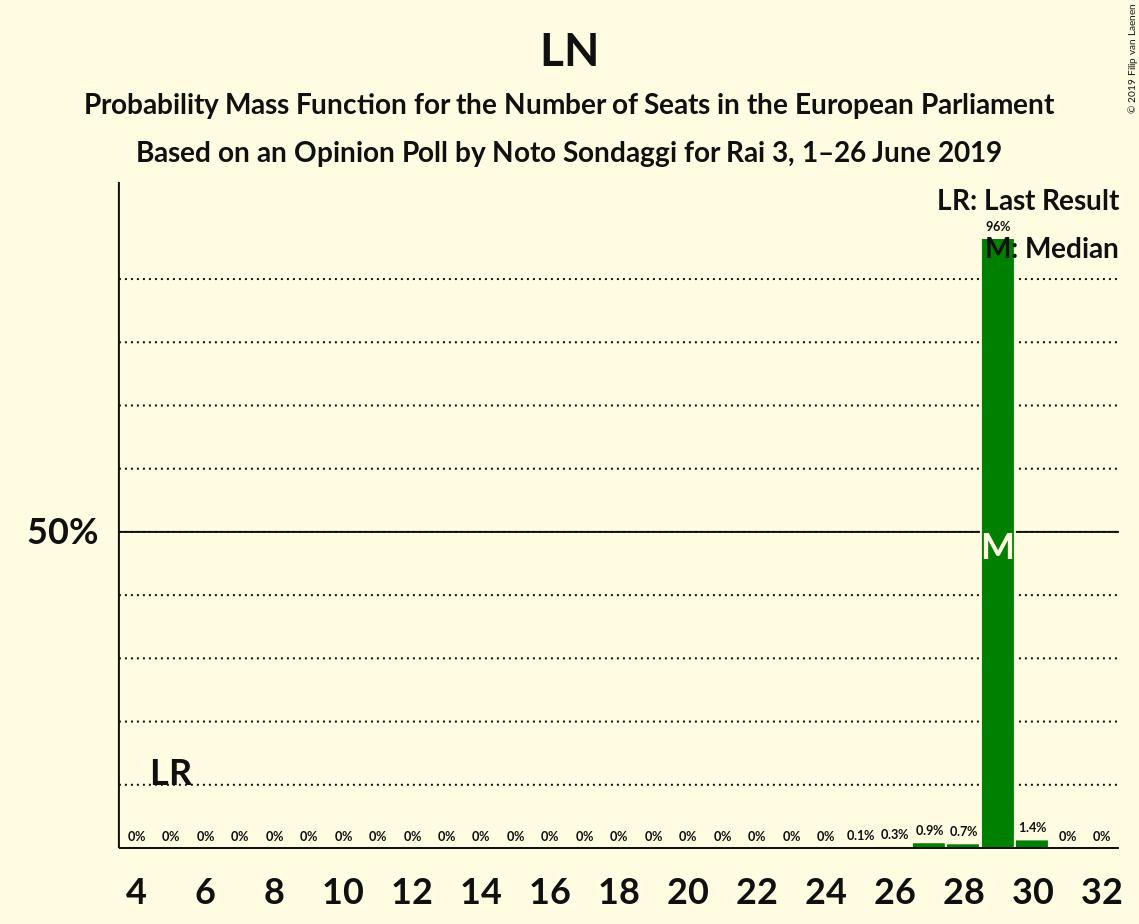 LN
Probability Mass Function for the Number of Seats in the European Parliament
Based on an Opinion Poll by Noto Sondaggi for Rai 3, 1–26 June 2019
© 2019 Filip van Laenen
LR: Last Result
96%
M: Median
50%
M
LR
0% 0% 0% 0% 0% 0% 0% 0% 0% 0% 0% 0% 0% 0% 0% 0% 0% 0% 0% 0% 0% 0.1% 0.3% 0.9% 0.7% 1.4% 0% 0%
4 6 8 10 12 14 16 18 20 22 24 26 28 30 32